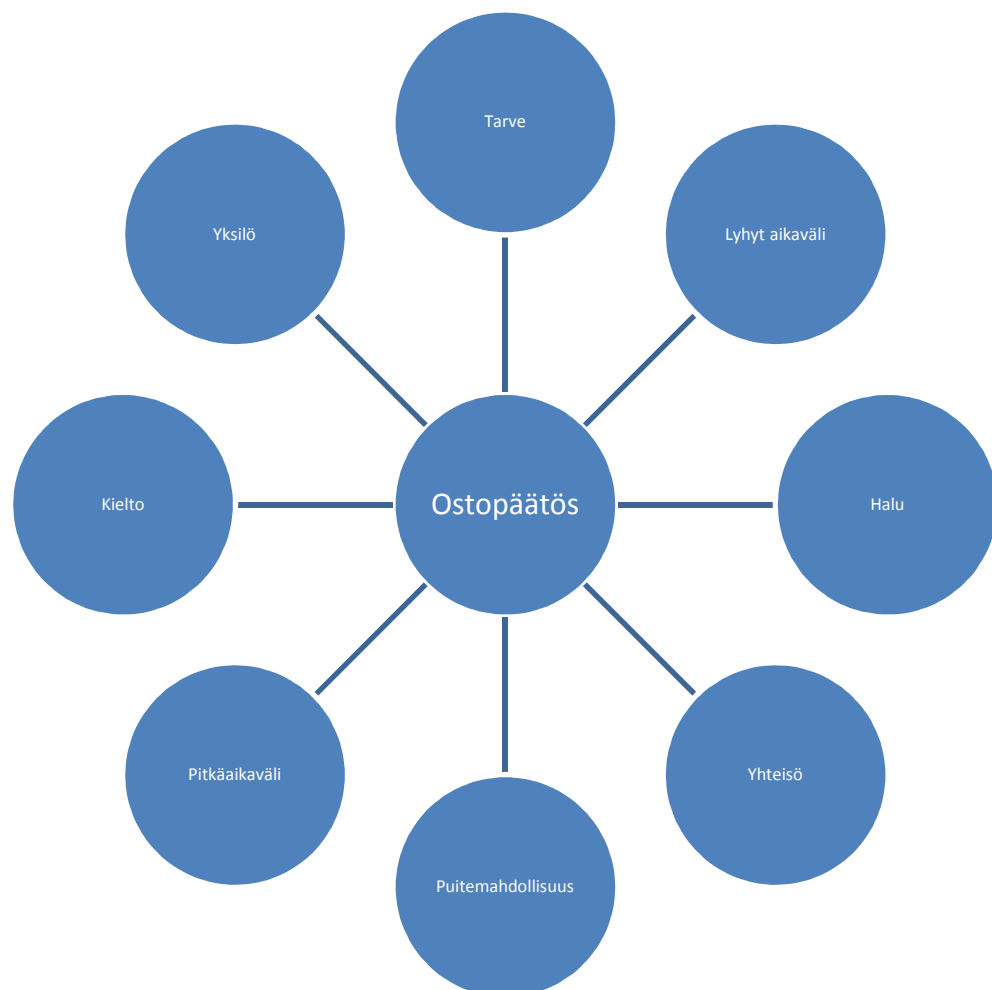 Tarve
Yksilö
Lyhyt aikaväli
Kielto
Ostopäätös
Halu
Pitkäaikaväli
Yhteisö
Puitemahdollisuus